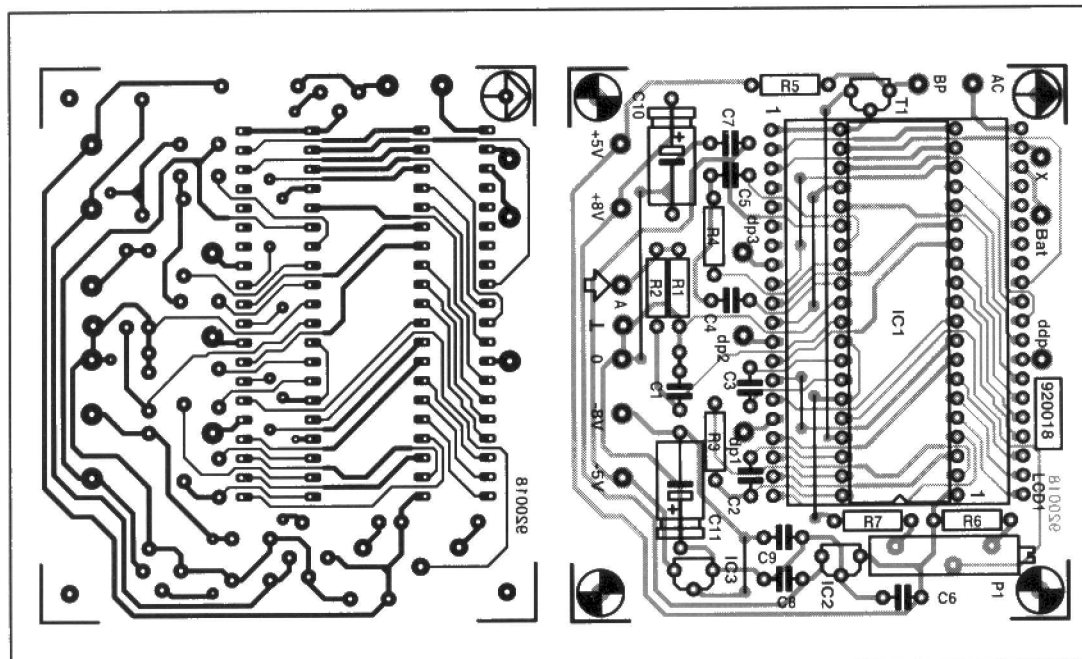 920018
C10
R5
T1
BP
AC
1
C7
+5V
X
+8V
C5
R4
dp3
Bat
R2
R1
A
T
C4
IC1
0
dp2
ddp
C1
C3
920018
-8V
R3
dp1
C2
-5V
C11
1
LCD1
920018
R7
R6
C9
IC3
IC2
C8
C6
P1